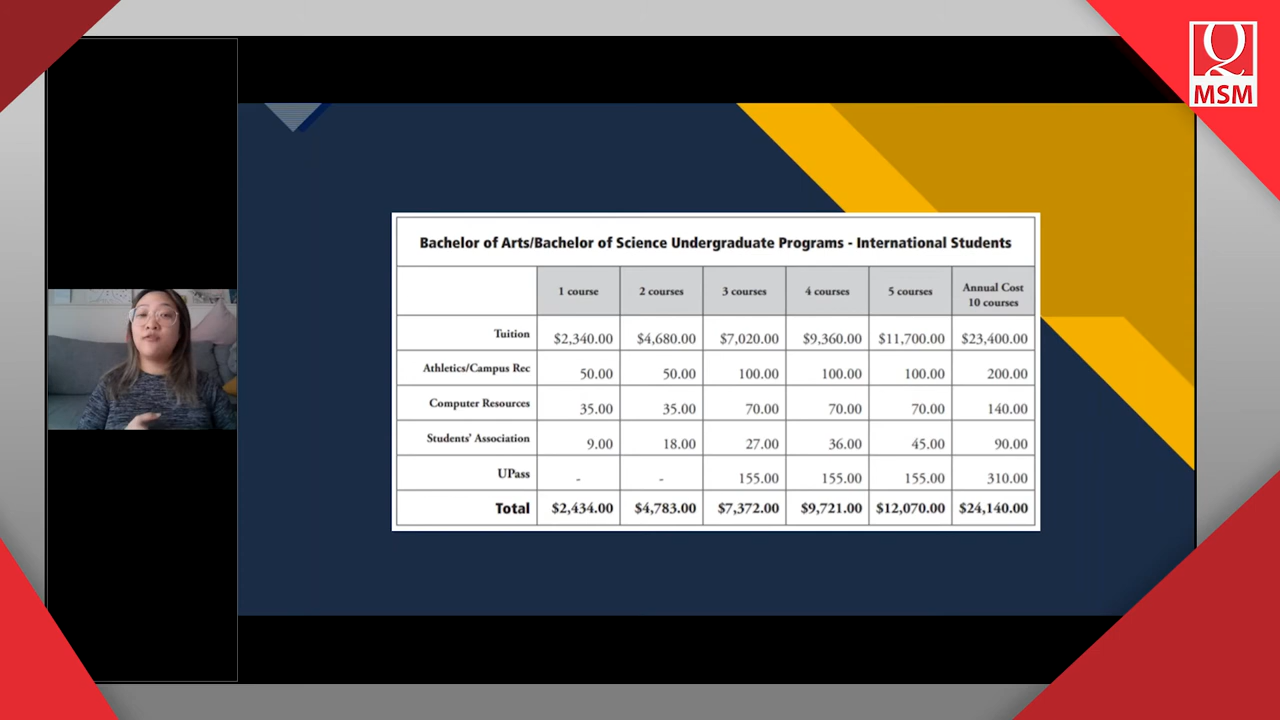 Q
MSM
Bachelor of Arts/Bachelor of Science Undergraduate Programs - International Students
1 course 2 courses 3 courses 4 courses 5 courses Annual Cost 10 courses
Tuition $2,340.00 $4,680.00 $7,020.00 $9,360.00 $11,700.00 $23,400.00
Athletics/Campus Rec 50.00 50.00 100.00 100.00 100.00 200.00
Computer Resources 35.00 35.00 70.00 70.00 70.00 140.00
Students' Association 9.00 18.00 27.00 36.00 45.00 90.00
UPass - - 155.00 155.00 155.00 310.00
Total $2,434.00 $4,783.00 $7,372.00 $9,721.00 $12,070.00 $24,140.00